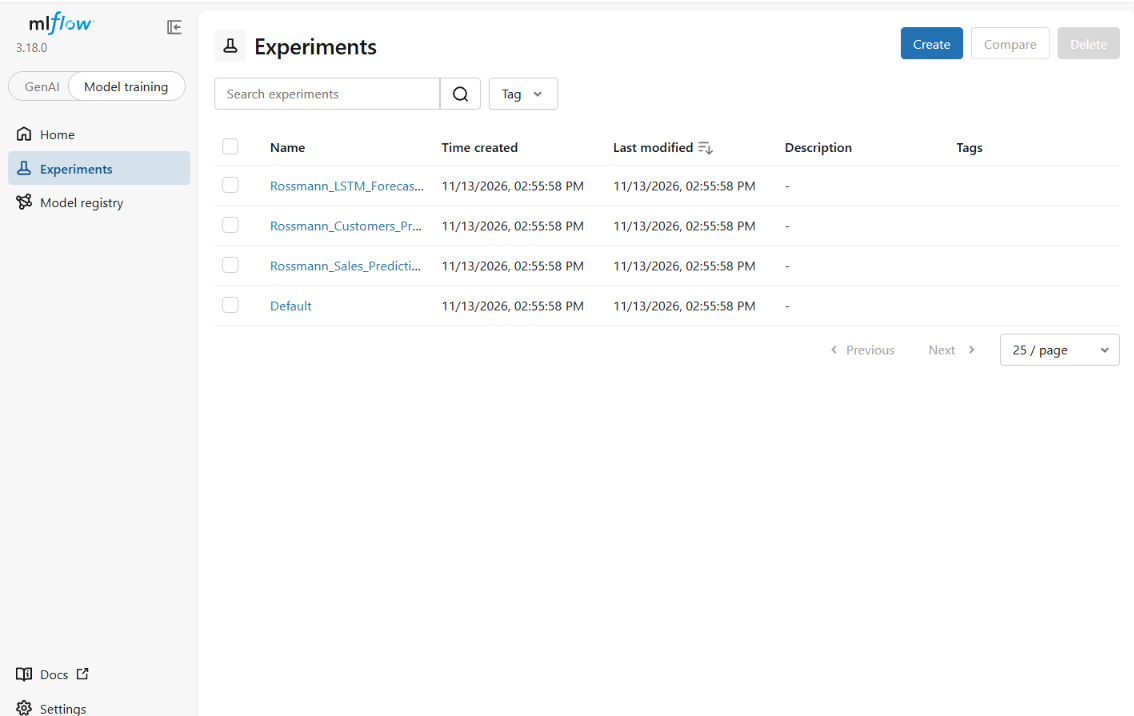 mlflow
3.18.0
GenAI Model training
Home
Experiments
Model registry
Docs
Settings
Experiments
Create Compare Delete
Search experiments Tag
Name Time created Last modified Description Tags
Rossmann_LSTM_Forecas... 11/13/2026, 02:55:58 PM 11/13/2026, 02:55:58 PM -
Rossmann_Customers_Pr... 11/13/2026, 02:55:58 PM 11/13/2026, 02:55:58 PM -
Rossmann_Sales_Predicti... 11/13/2026, 02:55:58 PM 11/13/2026, 02:55:58 PM -
Default 11/13/2026, 02:55:58 PM 11/13/2026, 02:55:58 PM -
Previous Next 25 / page